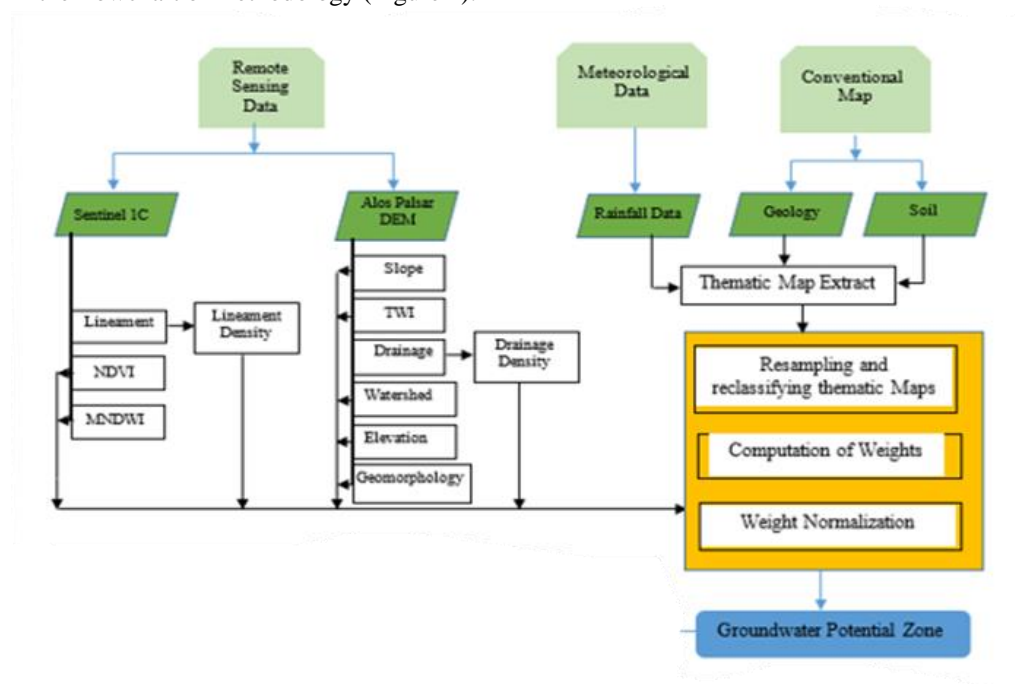 Remote
Sensing
Data
Meteorological
Data
Conventional
Map
Sentinel 1C
Alos Palsar
DEM
Rainfall Data
Geology
Soil
Slope
Thematic Map Extract
TWI
Lineament
Lineament
Density
Drainage
Drainage
Density
NDVI
Watershed
MNDWI
Elevation
Geomorphology
Resampling and
reclassifying thematic Maps
Computation of Weights
Weight Normalization
Groundwater Potential Zone